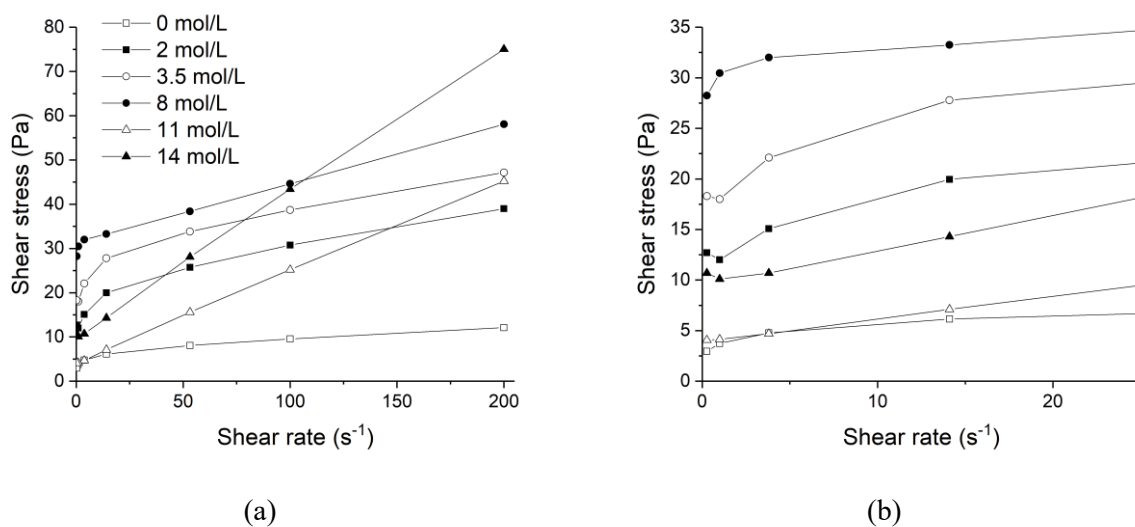 80
70
60
50
40
30
20
10
0
Shear stress (Pa)
0 mol/L
2 mol/L
3.5 mol/L
8 mol/L
11 mol/L
14 mol/L
0 50 100 150 200
Shear rate (s⁻¹)
(a)
35
30
25
20
15
10
5
0
Shear stress (Pa)
0 10 20
Shear rate (s⁻¹)
(b)